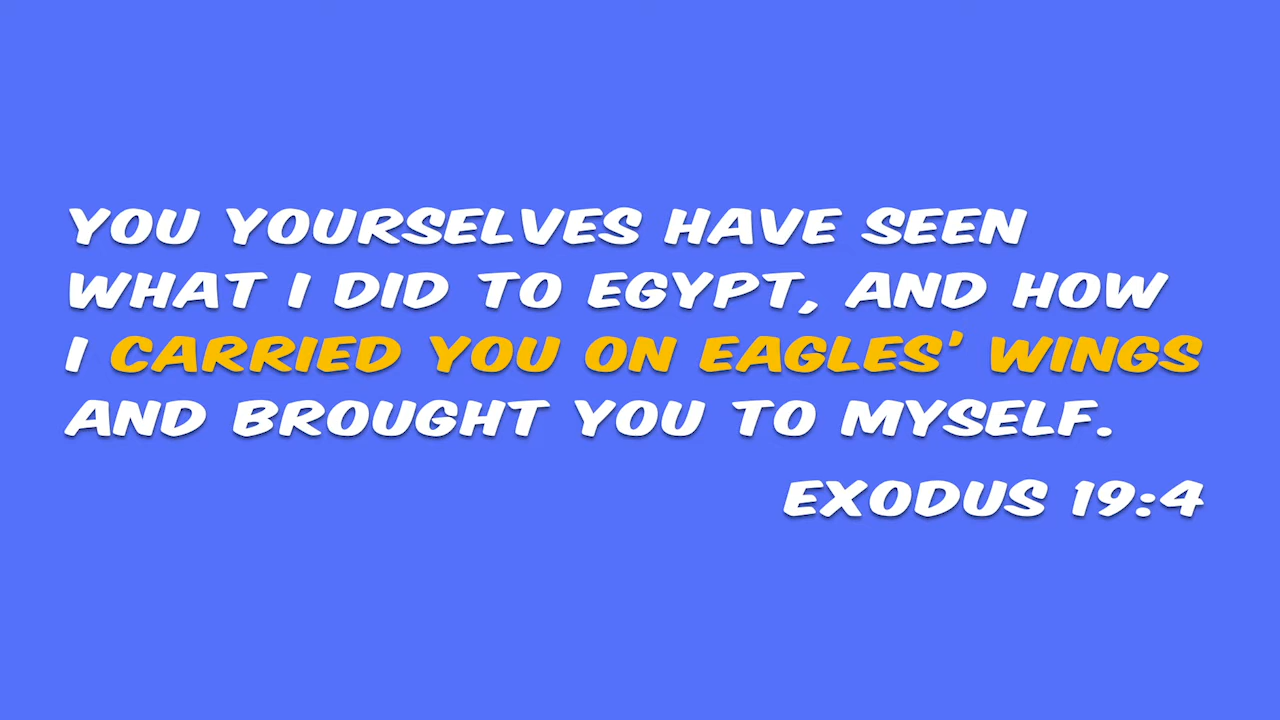 YOU YOURSELVES HAVE SEEN
WHAT I DID TO EGYPT, AND HOW
I CARRIED YOU ON EAGLES' WINGS
AND BROUGHT YOU TO MYSELF.
EXODUS 19:4